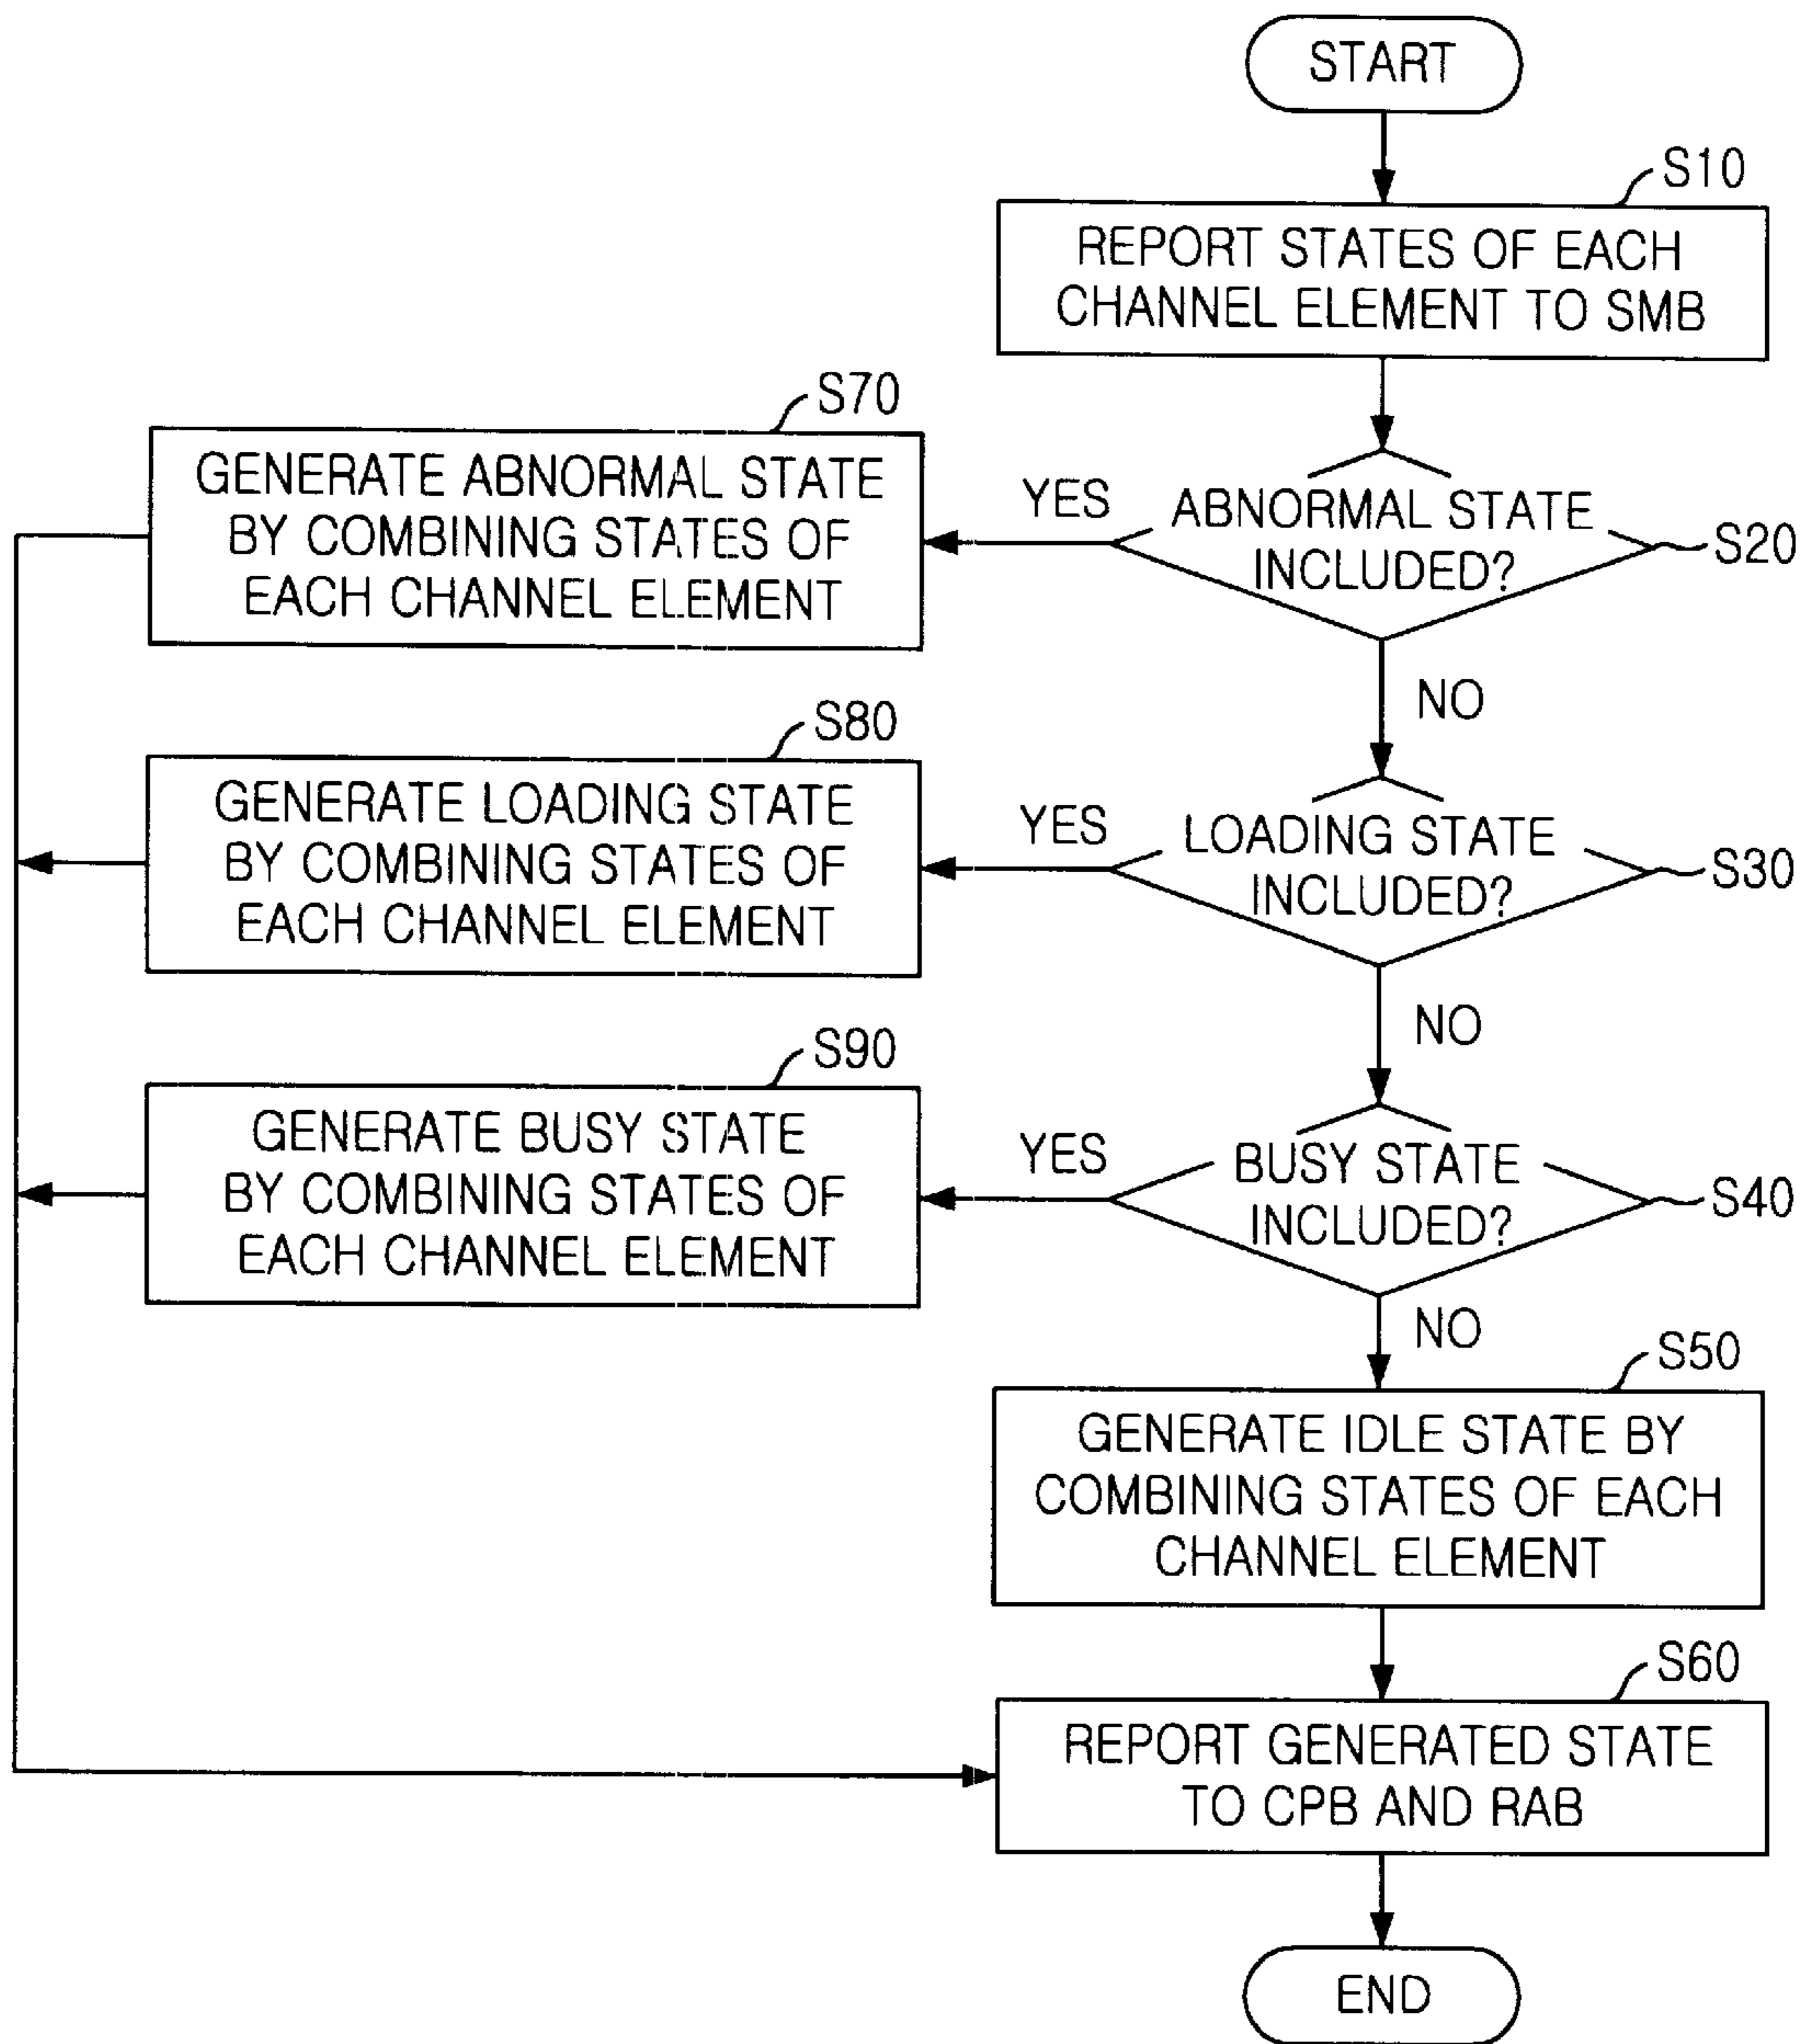 START
S10
REPORT STATES OF EACH
CHANNEL ELEMENT TO SMB
S70
GENERATE ABNORMAL STATE
BY COMBINING STATES OF
EACH CHANNEL ELEMENT
YES
ABNORMAL STATE
INCLUDED?
S20
NO
S80
GENERATE LOADING STATE
BY COMBINING STATES OF
EACH CHANNEL ELEMENT
YES
LOADING STATE
INCLUDED?
S30
NO
S90
GENERATE BUSY STATE
BY COMBINING STATES OF
EACH CHANNEL ELEMENT
YES
BUSY STATE
INCLUDED?
S40
NO
S50
GENERATE IDLE STATE BY
COMBINING STATES OF EACH
CHANNEL ELEMENT
S60
REPORT GENERATED STATE
TO CPB AND RAB
END